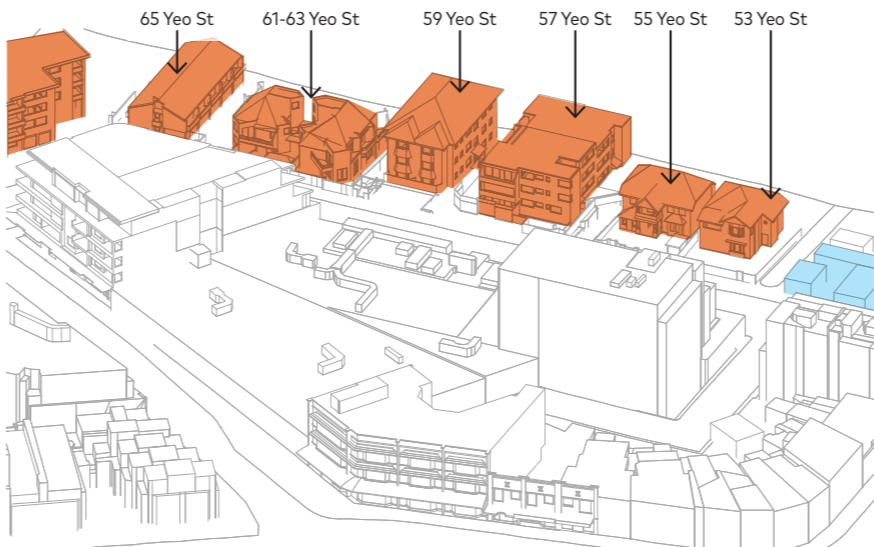 65 Yeo St
61-63 Yeo St
59 Yeo St
57 Yeo St
55 Yeo St
53 Yeo St